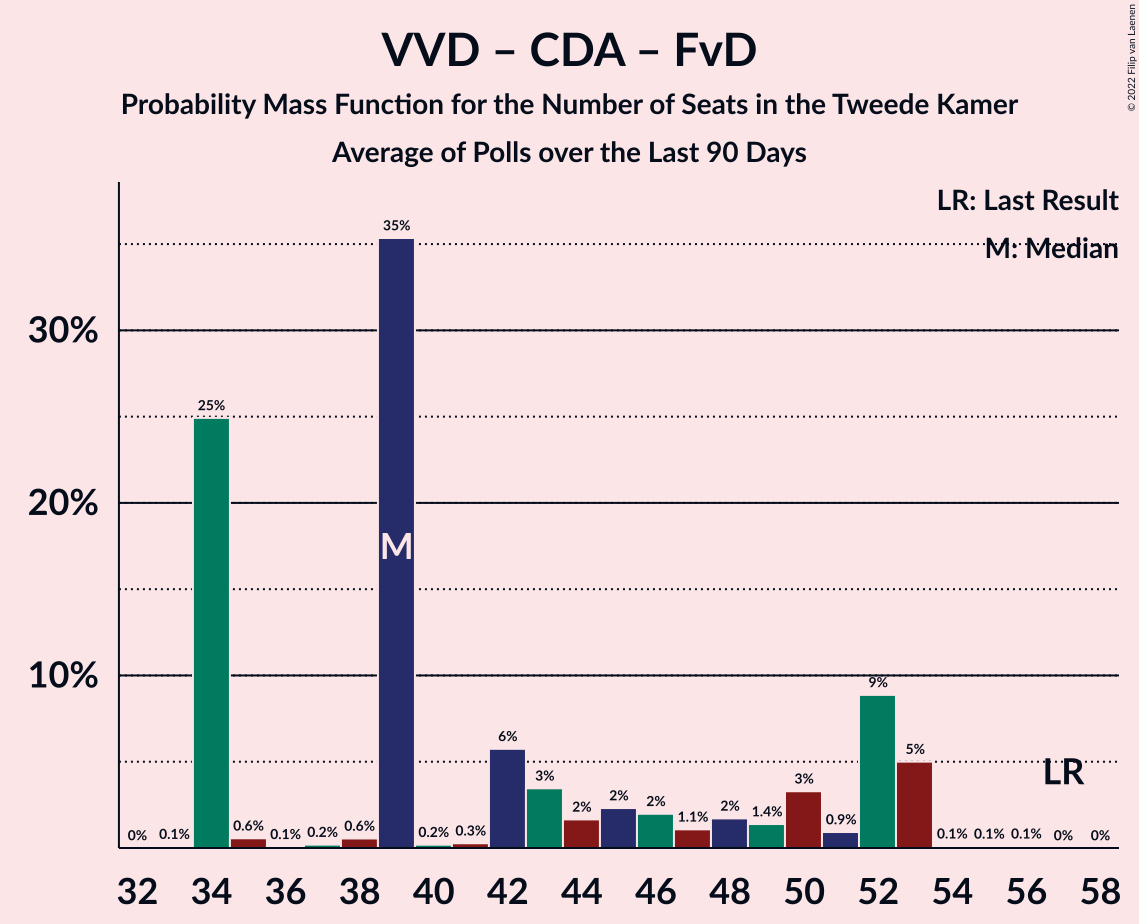 VVD – CDA – FvD
Probability Mass Function for the Number of Seats in the Tweede Kamer
Average of Polls over the Last 90 Days
© 2022 Filip van Laenen
LR: Last Result
M: Median
30%
20%
10%
0% 0.1% 25% 0.6% 0.1% 0.2% 0.6% 35% 0.2% 0.3% 6% 3% 2% 2% 2% 1.1% 2% 1.4% 3% 0.9% 9% 5% 0.1% 0.1% 0.1% 0% 0%
M
LR
32 34 36 38 40 42 44 46 48 50 52 54 56 58